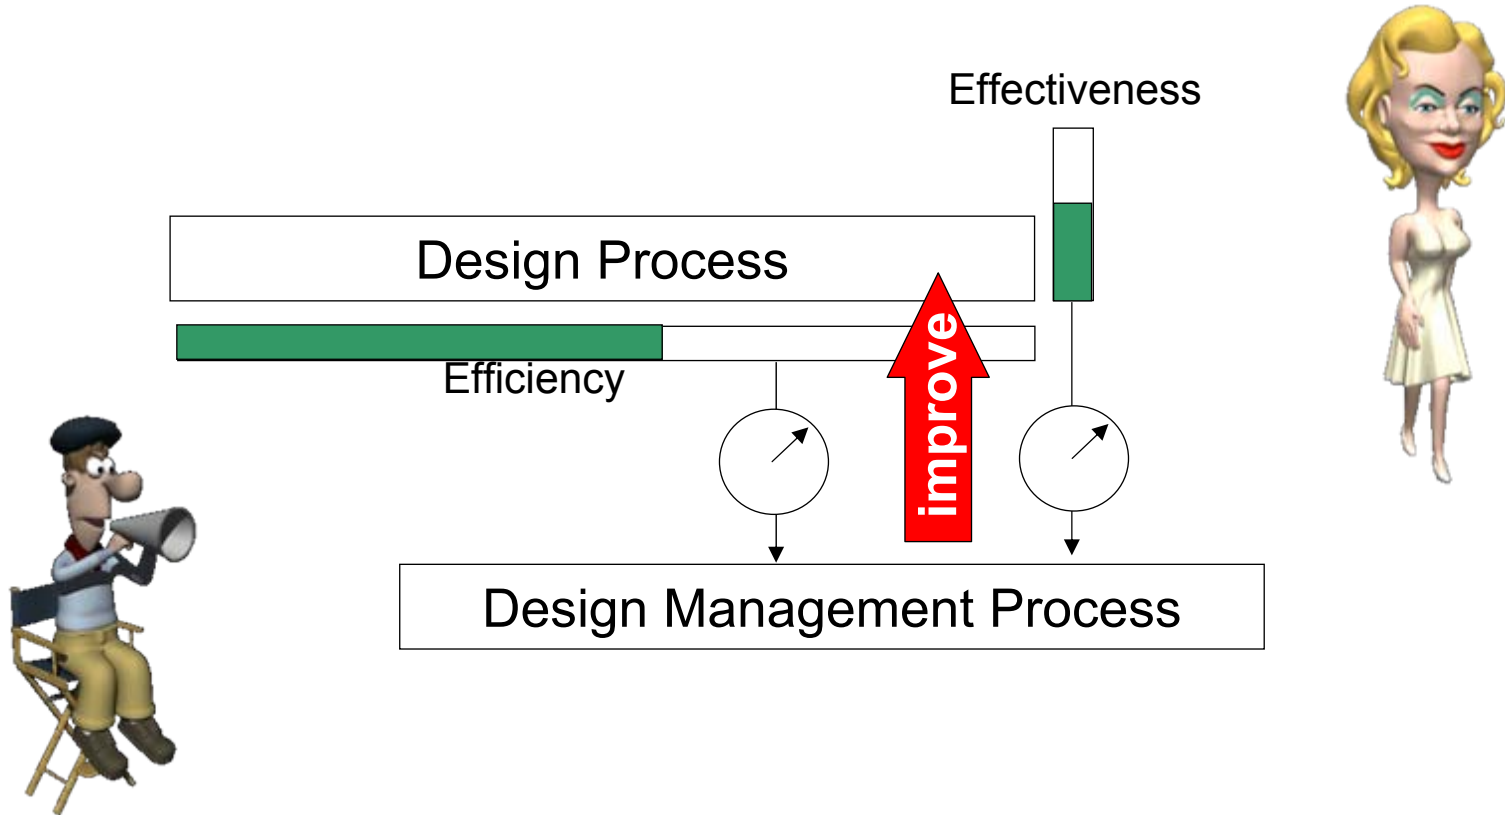 Effectiveness
Design Process
Efficiency
improve
Design Management Process